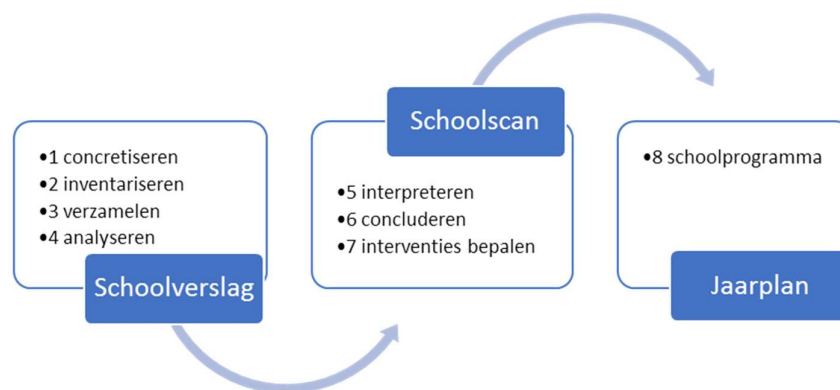 •1 concretiseren
•2 inventariseren
•3 verzamelen
•4 analyseren
Schoolverslag
Schoolscan
•5 interpreteren
•6 concluderen
•7 interventies bepalen
•8 schoolprogramma
Jaarplan